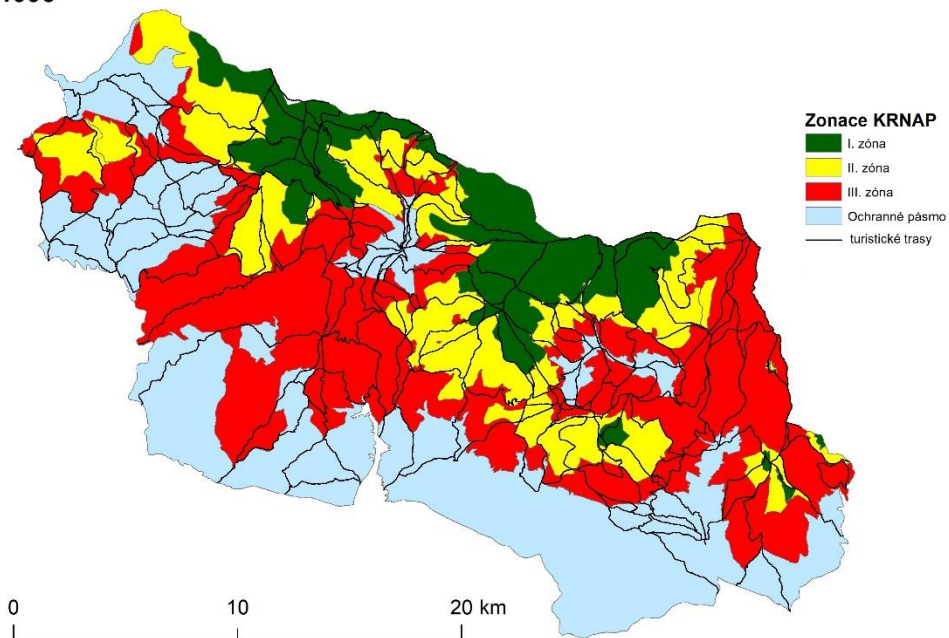 Zonace KRNAP
I. zóna
II. zóna
III. zóna
Ochranné pásmo
turistické trasy
0 10 20 km